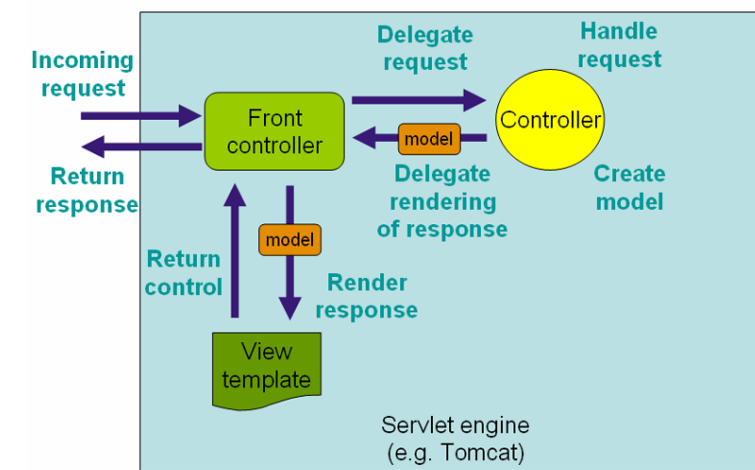 Incoming
request
Return
response
Front
controller
Delegate
request
Handle
request
Controller
model
Delegate
rendering
of response
Create
model
Return
control
model
Render
response
View
template
Servlet engine
(e.g. Tomcat)